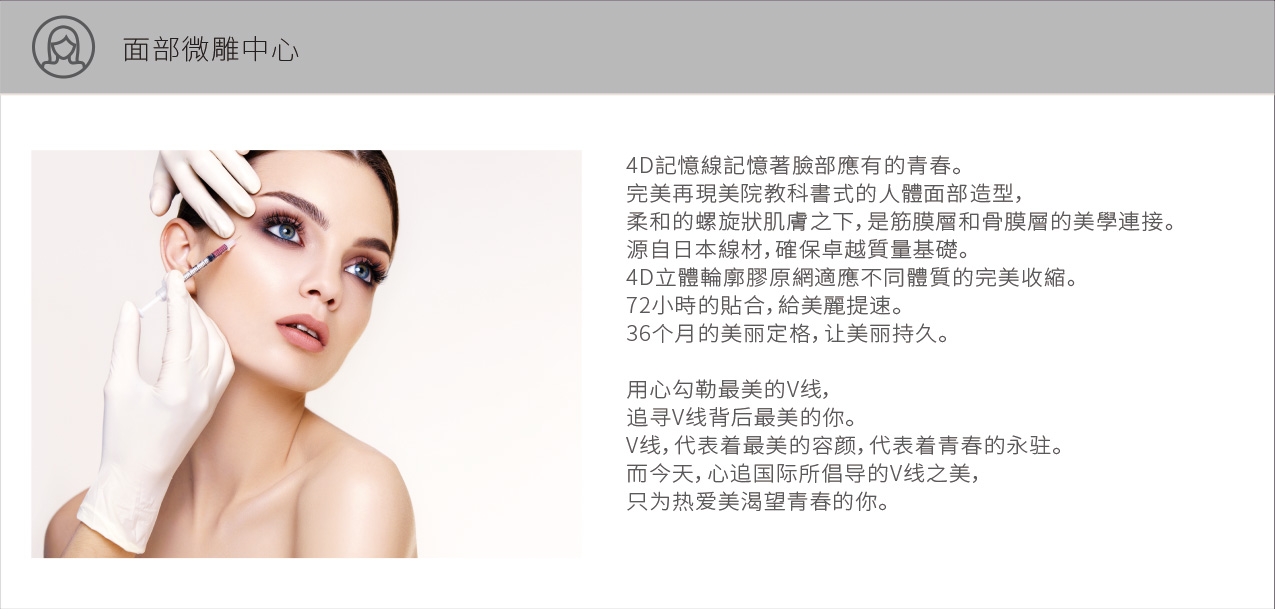 面部微雕中心
4D記憶線記憶著臉部應有的青春。
完美再現美院教科書式的人體面部造型,
柔和的螺旋狀肌膚之下,是筋膜層和骨膜層的美學連接。
源自日本線材,確保卓越質量基礎。
4D立體輪廓膠原網適應不同體質的完美收縮。
72小時的貼合,給美麗提速。
36个月的美丽定格,让美丽持久。
用心勾勒最美的V线,
追寻V线背后最美的你。
V线,代表着最美的容颜,代表着青春的永驻。
而今天,心追国际所倡导的V线之美,
只为热爱美渴望青春的你。